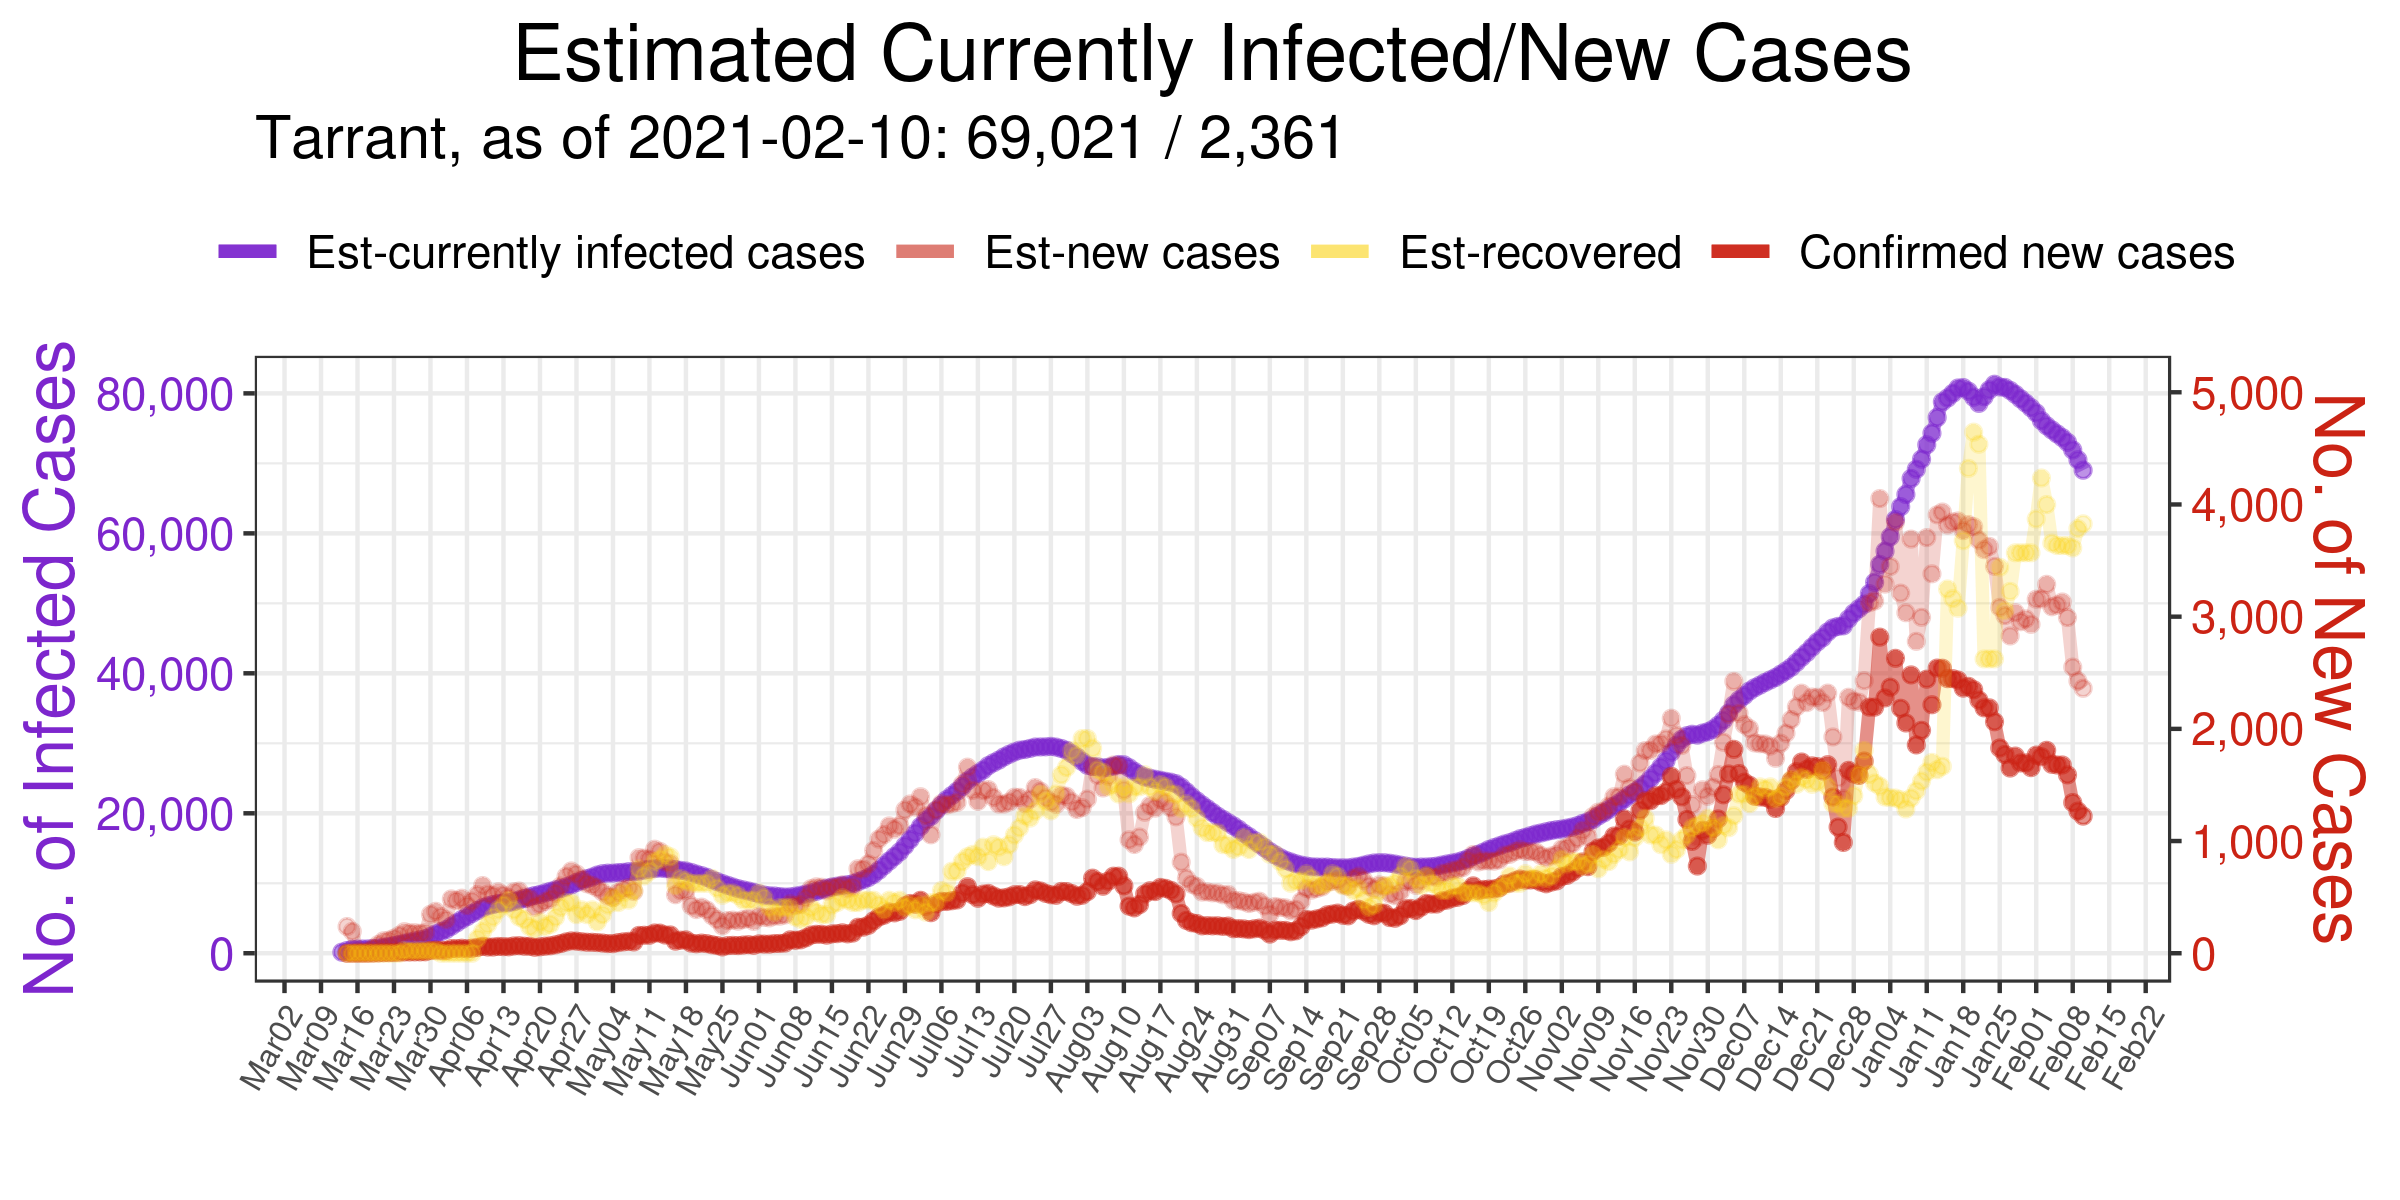 Estimated Currently Infected/New Cases
Tarrant, as of 2021-02-10: 69,021 / 2,361
Est-currently infected cases
Est-new cases
Est-recovered
Confirmed new cases
No. of Infected Cases
80,000
60,000
40,000
20,000
0
5,000
4,000
3,000
2,000
1,000
0
No. of New Cases
Mar02
Mar09
Mar16
Mar23
Mar30
Apr06
Apr13
Apr20
Apr27
May04
May11
May18
May25
Jun01
Jun08
Jun15
Jun22
Jun29
Jul06
Jul13
Jul20
Jul27
Aug03
Aug10
Aug17
Aug24
Aug31
Sep07
Sep14
Sep21
Sep28
Oct05
Oct12
Oct19
Oct26
Nov02
Nov09
Nov16
Nov23
Nov30
Dec07
Dec14
Dec21
Dec28
Jan04
Jan11
Jan18
Jan25
Feb01
Feb08
Feb15
Feb22